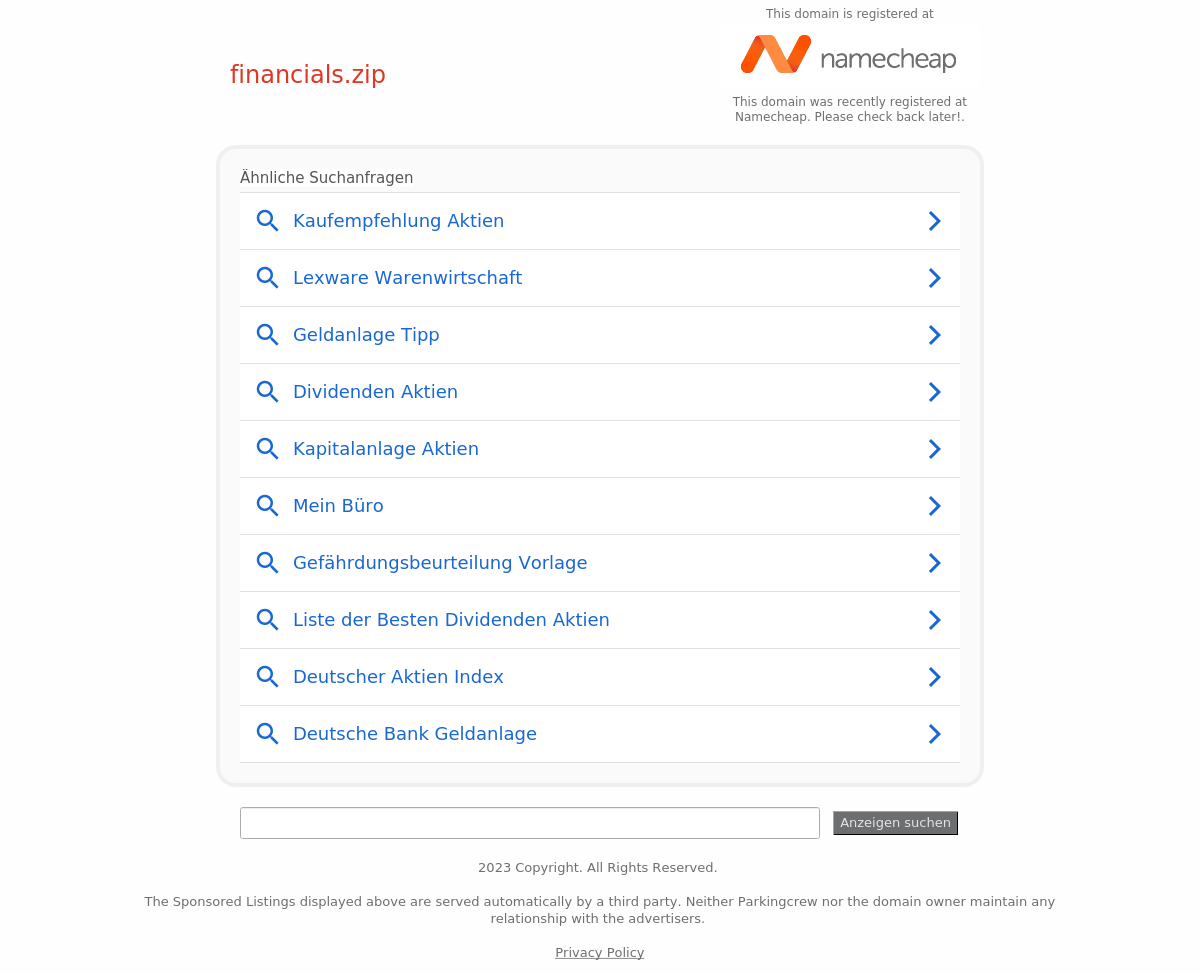 This domain is registered at
namecheap
financials.zip
This domain was recently registered at
Namecheap. Please check back later!.
Ähnliche Suchanfragen
Kaufempfehlung Aktien
Lexware Warenwirtschaft
Geldanlage Tipp
Dividenden Aktien
Kapitalanlage Aktien
Mein Büro
Gefährdungsbeurteilung Vorlage
Liste der Besten Dividenden Aktien
Deutscher Aktien Index
Deutsche Bank Geldanlage
Anzeigen suchen
2023 Copyright. All Rights Reserved.
The Sponsored Listings displayed above are served automatically by a third party. Neither Parkingcrew nor the domain owner maintain any
relationship with the advertisers.
Privacy Policy